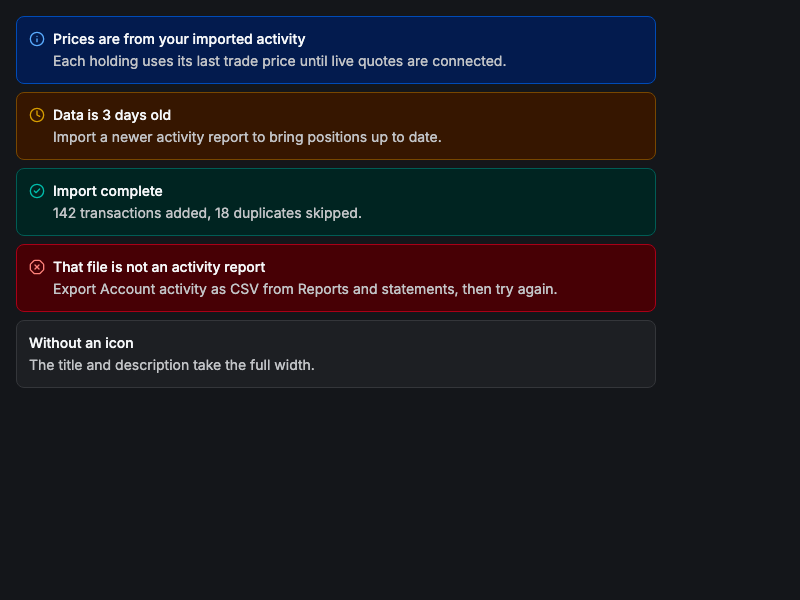 Prices are from your imported activity
Each holding uses its last trade price until live quotes are connected.
Data is 3 days old
Import a newer activity report to bring positions up to date.
Import complete
142 transactions added, 18 duplicates skipped.
That file is not an activity report
Export Account activity as CSV from Reports and statements, then try again.
Without an icon
The title and description take the full width.